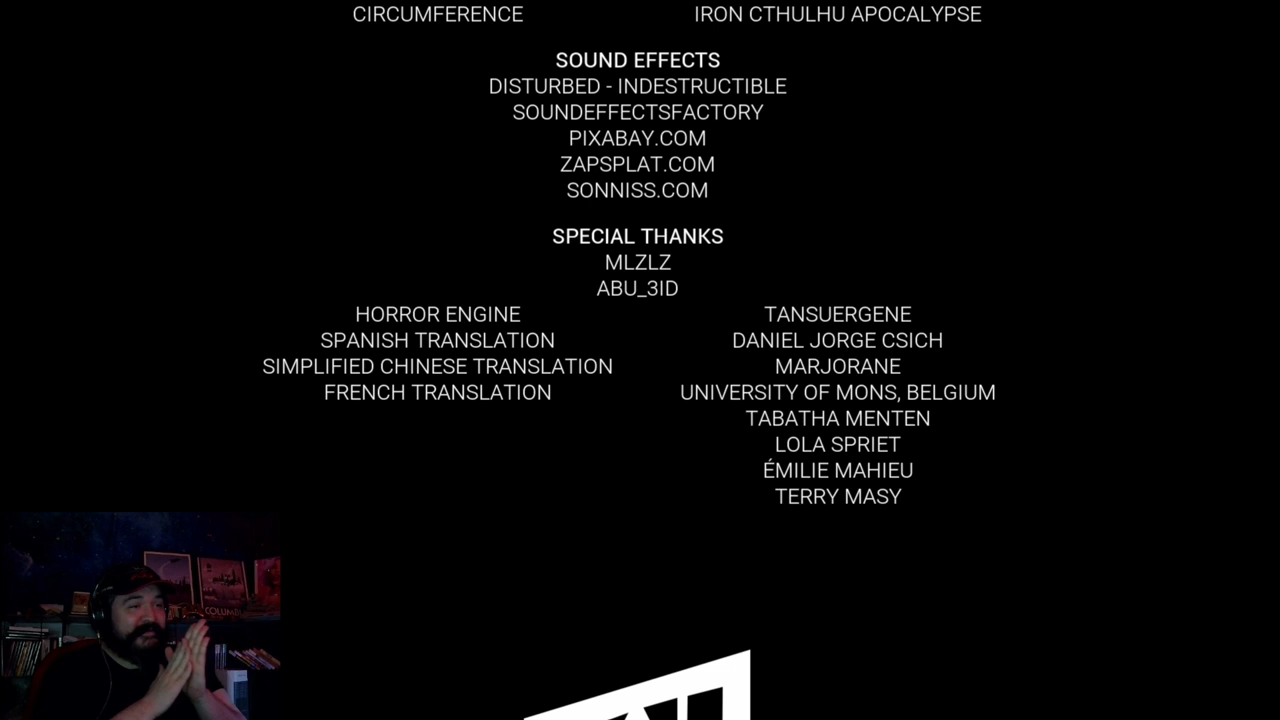 CIRCUMFERENCE IRON CTHULHU APOCALYPSE
SOUND EFFECTS
DISTURBED - INDESTRUCTIBLE
SOUNDEFFECTSFACTORY
PIXABAY.COM
ZAPSPLAT.COM
SONNISS.COM
SPECIAL THANKS
MLZLZ
ABU_3ID
HORROR ENGINE TANSUERGENE
SPANISH TRANSLATION DANIEL JORGE CSICH
SIMPLIFIED CHINESE TRANSLATION MARJORANE
FRENCH TRANSLATION UNIVERSITY OF MONS, BELGIUM
TABATHA MENTEN
LOLA SPRIET
ÉMILIE MAHIEU
TERRY MASY